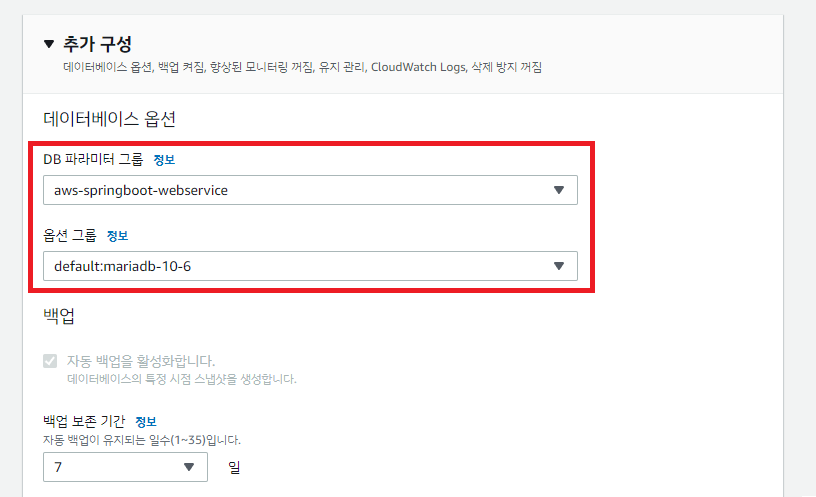 추가 구성
데이터베이스 옵션, 백업 켜짐, 향상된 모니터링 꺼짐, 유지 관리, CloudWatch Logs, 삭제 방지 꺼짐
데이터베이스 옵션
DB 파라미터 그룹 정보
aws-springboot-webservice
옵션 그룹 정보
default:mariadb-10-6
백업
자동 백업을 활성화합니다.
데이터베이스의 특정 시점 스냅샷을 생성합니다.
백업 보존 기간 정보
자동 백업이 유지되는 일수(1~35)입니다.
7 일